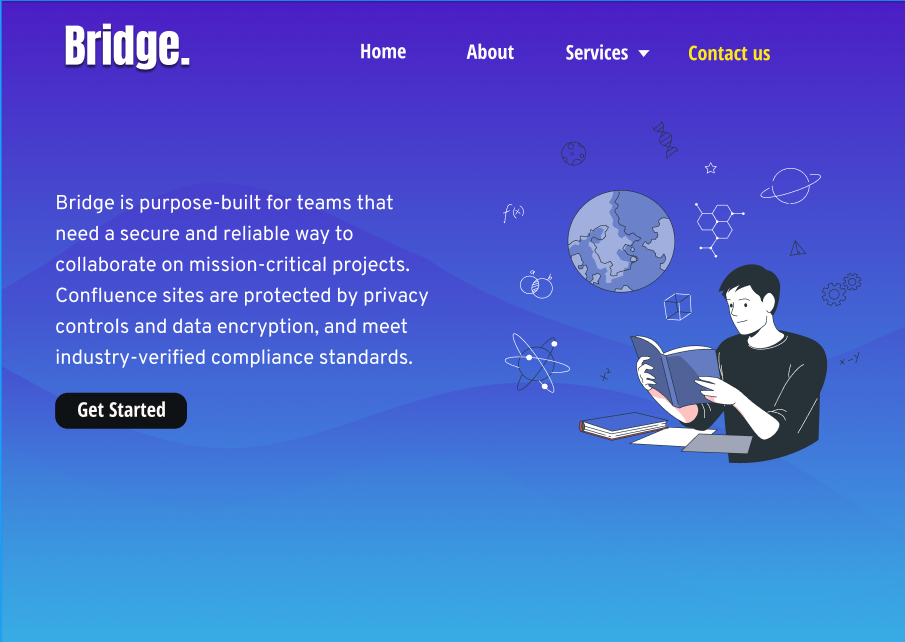 Bridge.
Home About Services Contact us
Bridge is purpose-built for teams that
need a secure and reliable way to
collaborate on mission-critical projects.
Confluence sites are protected by privacy
controls and data encryption, and meet
industry-verified compliance standards.
Get Started
f(x)
a b
x²
x-y